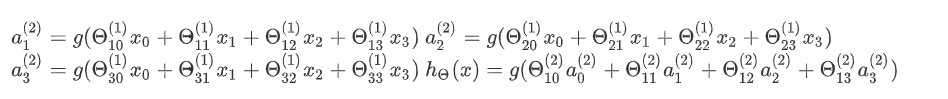 $a_1^{(2)} = g(\Theta_{10}^{(1)}x_0 + \Theta_{11}^{(1)}x_1 + \Theta_{12}^{(1)}x_2 + \Theta_{13}^{(1)}x_3)\ a_2^{(2)} = g(\Theta_{20}^{(1)}x_0 + \Theta_{21}^{(1)}x_1 + \Theta_{22}^{(1)}x_2 + \Theta_{23}^{(1)}x_3)$
$a_3^{(2)} = g(\Theta_{30}^{(1)}x_0 + \Theta_{31}^{(1)}x_1 + \Theta_{32}^{(1)}x_2 + \Theta_{33}^{(1)}x_3)\ h_\Theta(x) = g(\Theta_{10}^{(2)}a_0^{(2)} + \Theta_{11}^{(2)}a_1^{(2)} + \Theta_{12}^{(2)}a_2^{(2)} + \Theta_{13}^{(2)}a_3^{(2)})$